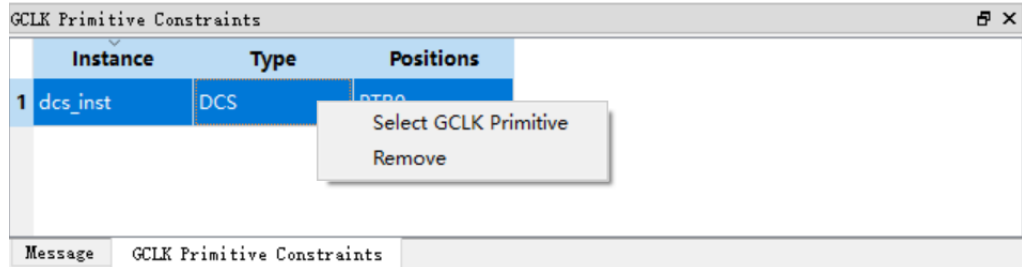 GCLK Primitive Constraints
Instance Type Positions
1 dcs_inst DCS
Select GCLK Primitive
Remove
Message GCLK Primitive Constraints